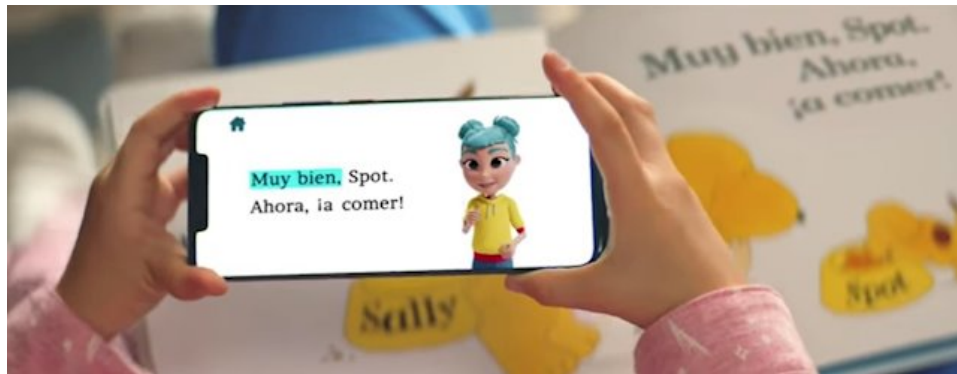 Muy bien, Spot.
Ahora,
¡a comer!
Muy bien, Spot.
Ahora, ¡a comer!
Sally
Spot